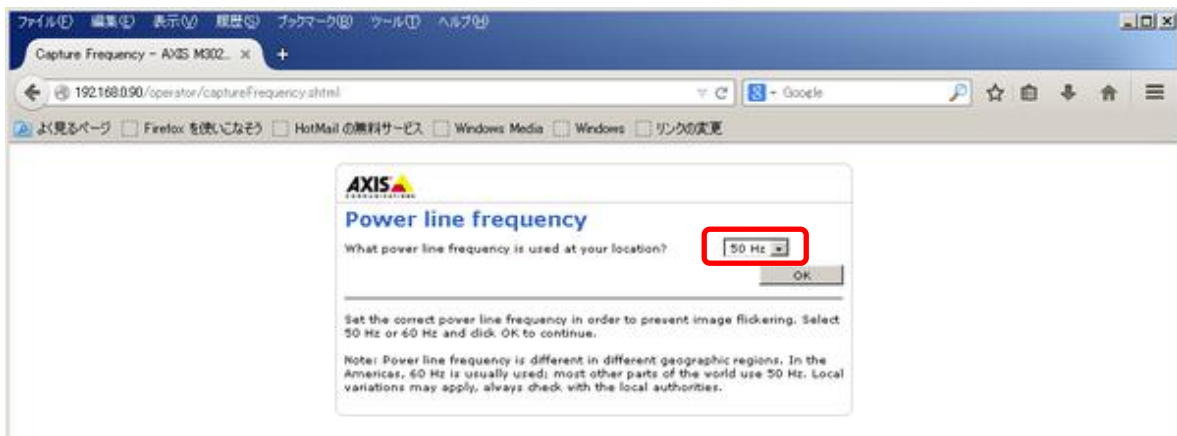 ファイル(F) 編集(E) 表示(V) 履歴(S) ブックマーク(B) ツール(T) ヘルプ(H)
Capture Frequency - AXIS M302... × +
192.168.0.90/operator/captureFrequency.shtml Google
よく見るページ Firefox を使いこなそう HotMail の無料サービス Windows Media Windows リンクの変更
AXIS
COMMUNICATIONS
Power line frequency
What power line frequency is used at your location? 50 Hz
OK
Set the correct power line frequency in order to prevent image flickering. Select
50 Hz or 60 Hz and click OK to continue.
Note: Power line frequency is different in different geographic regions. In the
Americas, 60 Hz is usually used; most other parts of the world use 50 Hz. Local
variations may apply, always check with the local authorities.